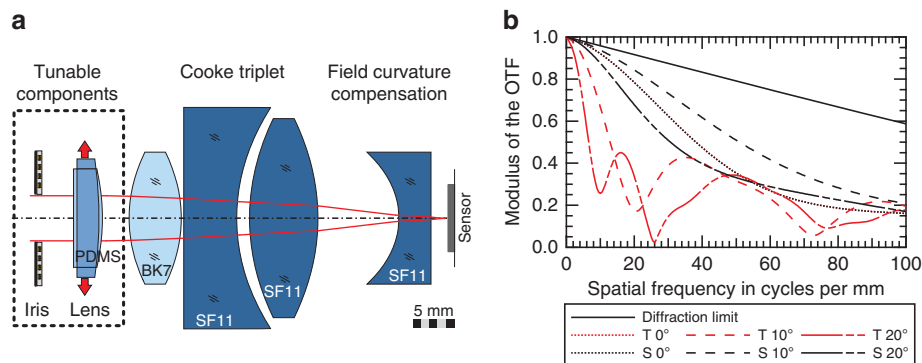 a
Tunable
components
Cooke triplet
Field curvature
compensation
PDMS
BK7
SF11
SF11
SF11
Sensor
Iris
Lens
5 mm
b
Modulus of the OTF
1.0
0.8
0.6
0.4
0.2
0.0
0 20 40 60 80 100
Spatial frequency in cycles per mm
Diffraction limit
T 0° T 10° T 20°
S 0° S 10° S 20°